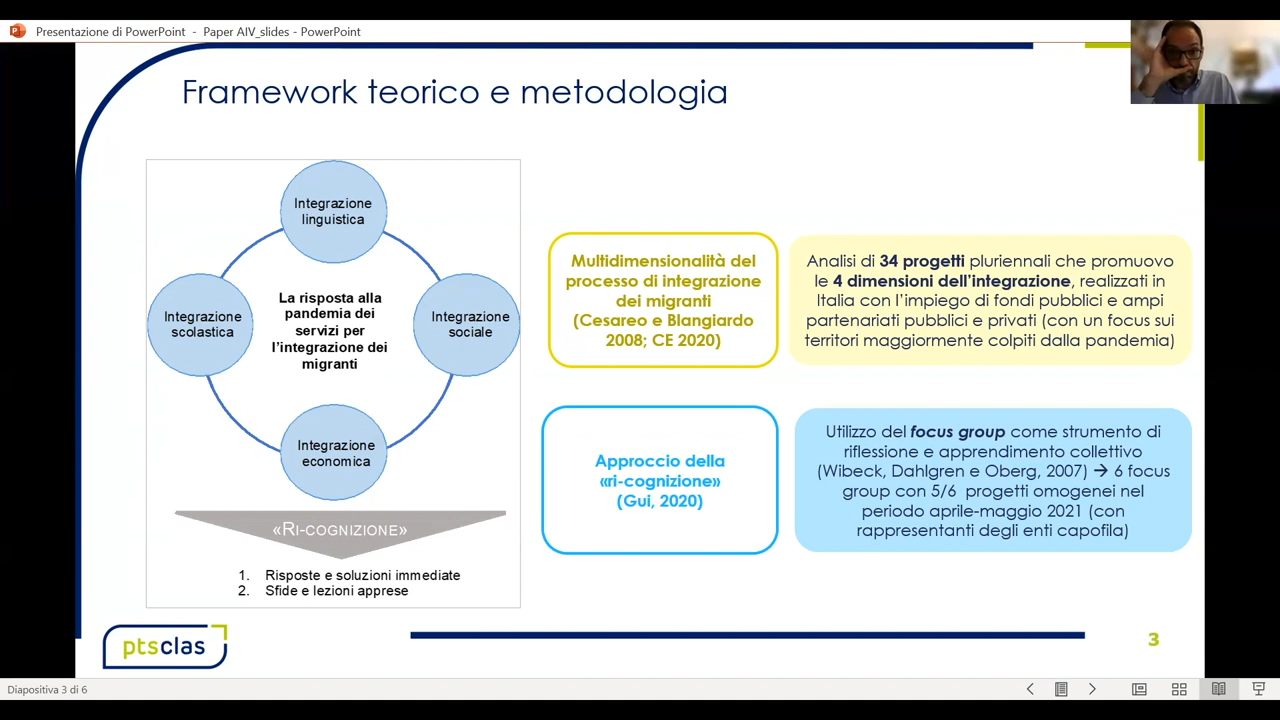 Presentazione di PowerPoint - Paper AIV_slides - PowerPoint
Framework teorico e metodologia
Integrazione
linguistica
Integrazione
scolastica
La risposta alla
pandemia dei
servizi per
l'integrazione dei
migranti
Integrazione
sociale
Integrazione
economica
«RI-COGNIZIONE»
1. Risposte e soluzioni immediate
2. Sfide e lezioni apprese
Multidimensionalità del
processo di integrazione
dei migranti
(Cesareo e Blangiardo
2008; CE 2020)
Analisi di 34 progetti pluriennali che promuovo
le 4 dimensioni dell'integrazione, realizzati in
Italia con l'impiego di fondi pubblici e ampi
partenariati pubblici e privati (con un focus sui
territori maggiormente colpiti dalla pandemia)
Approccio della
«ri-cognizione»
(Gui, 2020)
Utilizzo del focus group come strumento di
riflessione e apprendimento collettivo
(Wibeck, Dahlgren e Oberg, 2007) → 6 focus
group con 5/6 progetti omogenei nel
periodo aprile-maggio 2021 (con
rappresentanti degli enti capofila)
ptsclas
3
Diapositiva 3 di 6